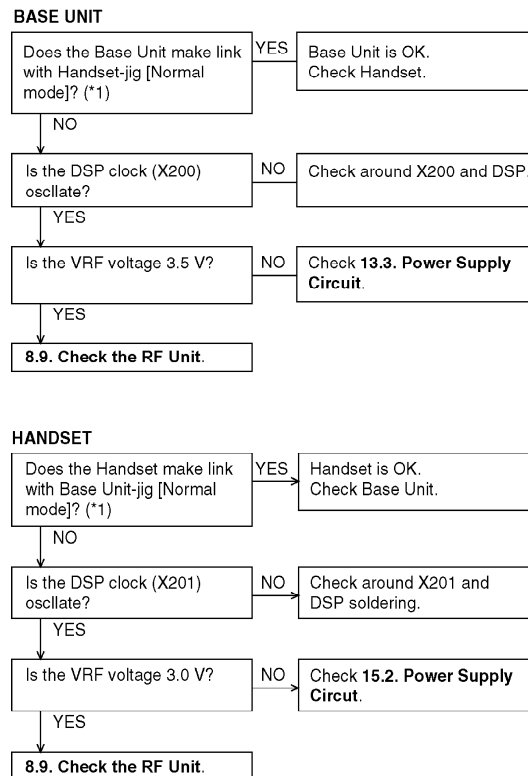 BASE UNIT
Does the Base Unit make link
with Handset-jig [Normal
mode]? (*1)
YES
Base Unit is OK.
Check Handset.
NO
Is the DSP clock (X200)
oscllate?
NO
Check around X200 and DSP.
YES
Is the VRF voltage 3.5 V?
NO
Check 13.3. Power Supply
Circuit.
YES
8.9. Check the RF Unit.
HANDSET
Does the Handset make link
with Base Unit-jig [Normal
mode]? (*1)
YES
Handset is OK.
Check Base Unit.
NO
Is the DSP clock (X201)
oscllate?
NO
Check around X201 and
DSP soldering.
YES
Is the VRF voltage 3.0 V?
NO
Check 15.2. Power Supply
Circut.
YES
8.9. Check the RF Unit.